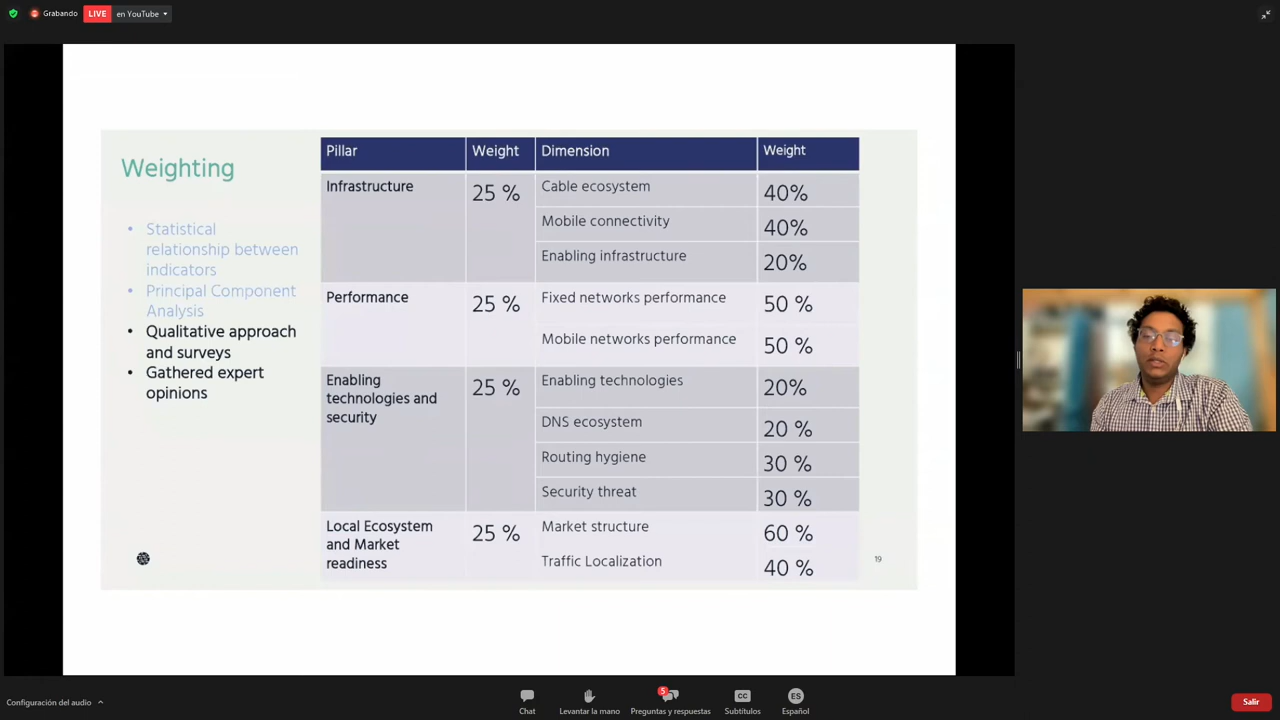 Grabando
LIVE
en YouTube
Weighting
• Statistical
relationship between
indicators
• Principal Component
Analysis
• Qualitative approach
and surveys
• Gathered expert
opinions
Pillar Weight Dimension Weight
Infrastructure 25 % Cable ecosystem 40%
Mobile connectivity 40%
Enabling infrastructure 20%
Performance 25 % Fixed networks performance 50 %
Mobile networks performance 50 %
Enabling
technologies and
security
25 % Enabling technologies 20%
DNS ecosystem 20 %
Routing hygiene 30 %
Security threat 30 %
Local Ecosystem
and Market
readiness
25 % Market structure 60 %
Traffic Localization 40 %
19
Configuración del audio
Chat
Levantar la mano
5
Preguntas y respuestas
CC
Subtítulos
ES
Español
Salir